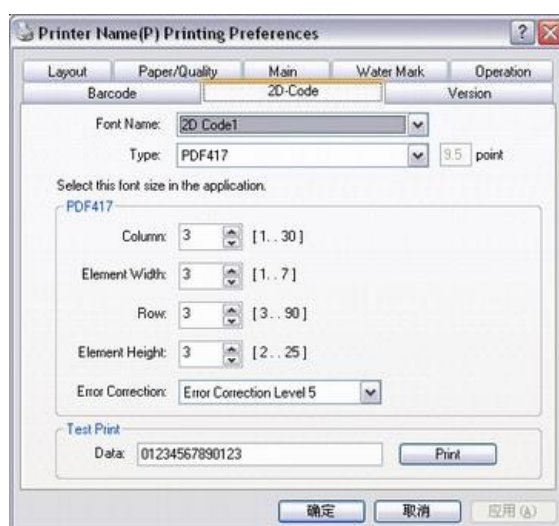 Printer Name(P) Printing Preferences
Layout Paper/Quality Main Water Mark Operation
Barcode 2D-Code Version
Font Name: 2D Code1
Type: PDF417 9.5 point
Select this font size in the application.
PDF417
Column: 3 [1..30]
Element Width: 3 [1..7]
Row: 3 [3..90]
Element Height: 3 [2..25]
Error Correction: Error Correction Level 5
Test Print
Data: 01234567890123 Print
确定 取消 应用(A)